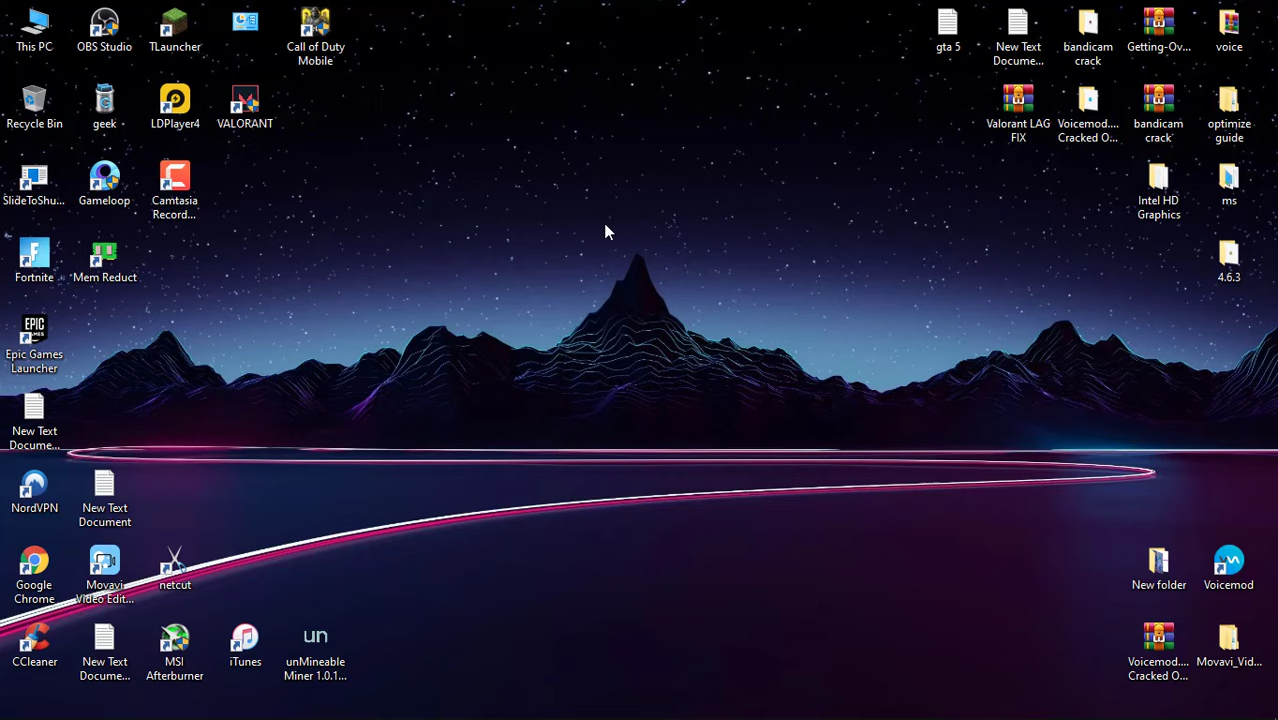 This PC
OBS Studio
TLauncher
Call of Duty
Mobile
gta 5
New Text
Docume...
bandicam
crack
Getting-Ov...
voice
Recycle Bin
G
geek
LDPlayer4
VALORANT
Valorant LAG
FIX
Voicemod....
Cracked O...
bandicam
crack
optimize
guide
SlideToShu...
Gameloop
Camtasia
Record...
Intel HD
Graphics
ms
F
Fortnite
Mem Reduct
4.6.3
EPIC
GAMES
Epic Games
Launcher
New Text
Docume...
NordVPN
New Text
Document
Google
Chrome
Movavi
Video Edit...
netcut
New folder
Voicemod
CCleaner
New Text
Docume...
MSI
Afterburner
iTunes
un
unMineable
Miner 1.0.1...
Voicemod....
Cracked O...
Movavi_Vid...